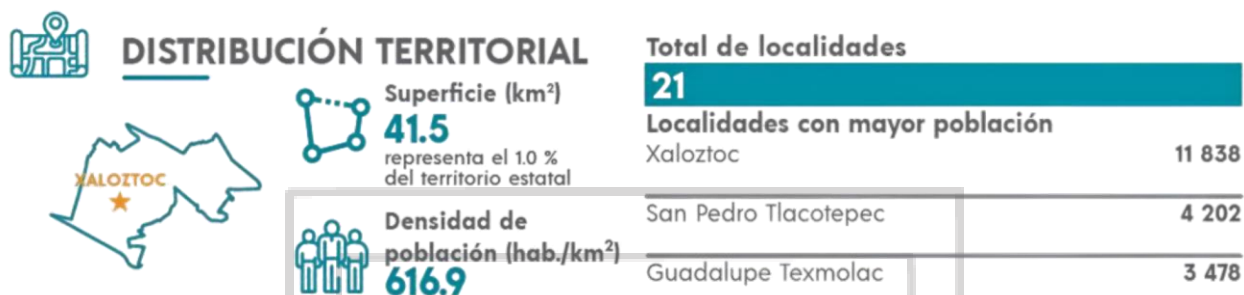 DISTRIBUCIÓN TERRITORIAL
XALOZTOC
Superficie (km²)
41.5
representa el 1.0 %
del territorio estatal
Densidad de
población (hab./km²)
616.9
Total de localidades
21
Localidades con mayor población
Xaloztoc 11 838
San Pedro Tlacotepec 4 202
Guadalupe Texmolac 3 478